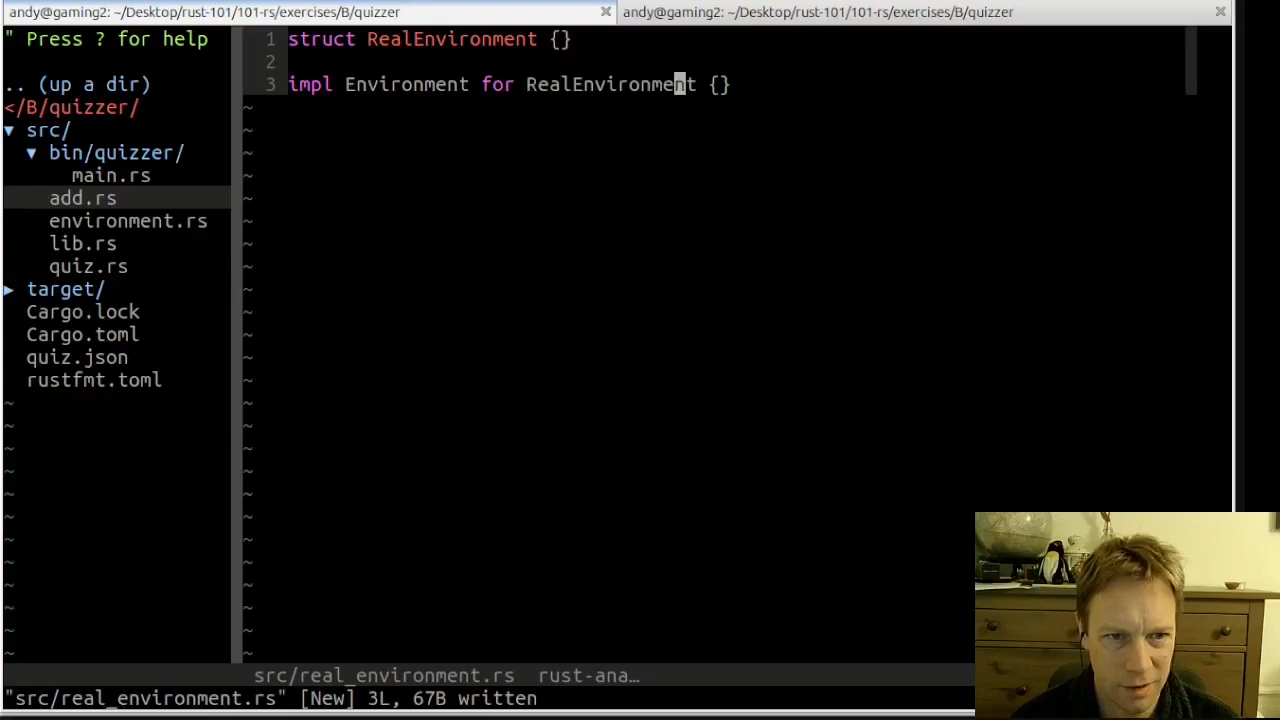 andy@gaming2: ~/Desktop/rust-101/101-rs/exercises/B/quizzer
andy@gaming2: ~/Desktop/rust-101/101-rs/exercises/B/quizzer
" Press ? for help
.. (up a dir)
</B/quizzer/
▼ src/
▼ bin/quizzer/
main.rs
add.rs
environment.rs
lib.rs
quiz.rs
▶ target/
Cargo.lock
Cargo.toml
quiz.json
rustfmt.toml
1 struct RealEnvironment {}
2
3 impl Environment for RealEnvironment {}
src/real_environment.rs rust-ana…
"src/real_environment.rs" [New] 3L, 67B written